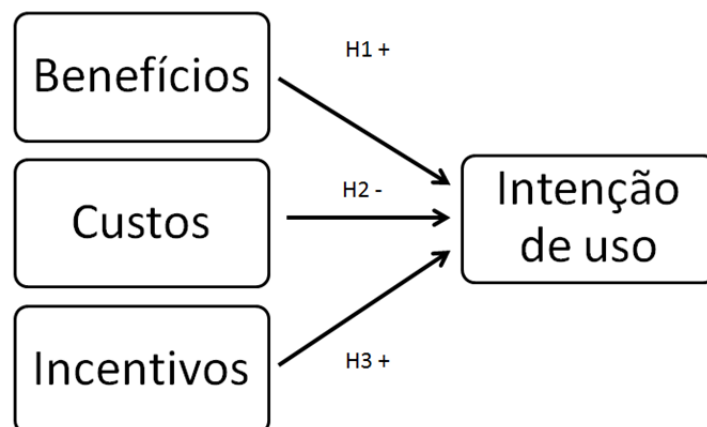 Benefícios
H1 +
Custos
H2 -
Intenção
de uso
Incentivos
H3 +